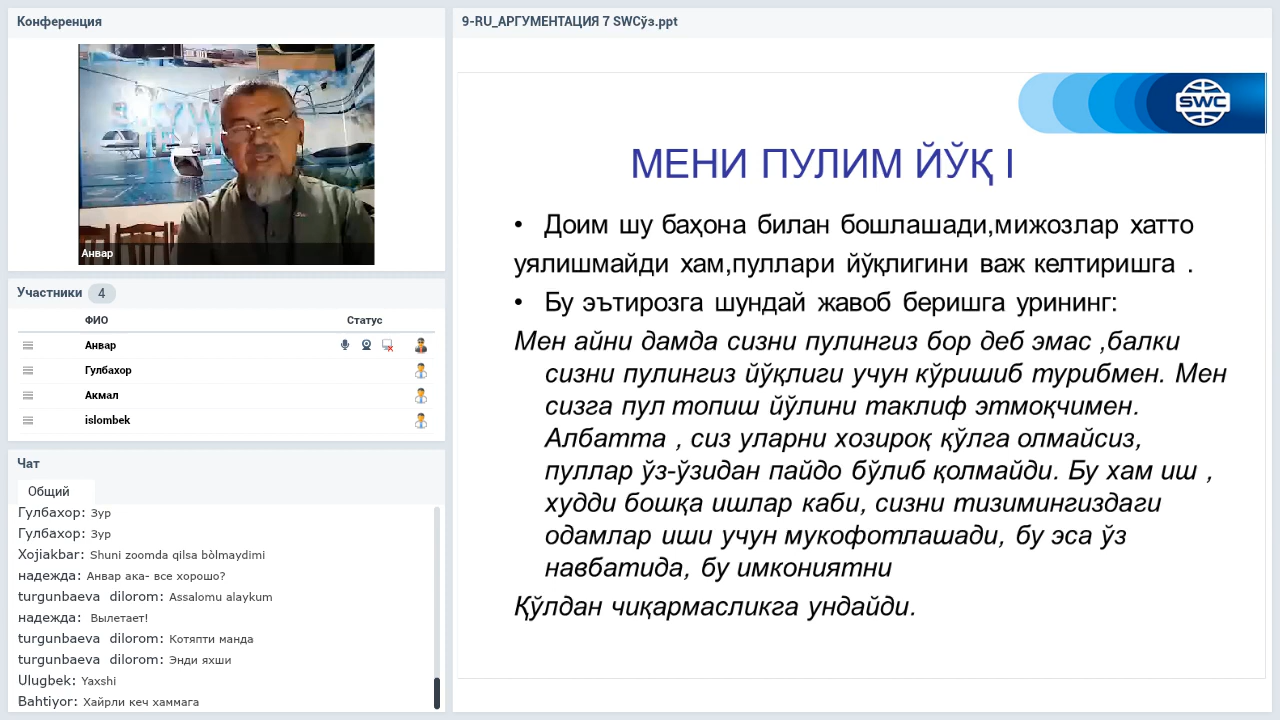 Конференция
Анвар
Участники 4
ФИО Статус
Анвар
Гулбахор
Акмал
islombek
Чат
Общий
Гулбахор: Зур
Гулбахор: Зур
Xojiakbar: Shuni zoomda qilsa bòlmaydimi
надежда: Анвар ака- все хорошо?
turgunbaeva dilorom: Assalomu alaykum
надежда: Вылетает!
turgunbaeva dilorom: Котяпти манда
turgunbaeva dilorom: Энди яхши
Ulugbek: Yaxshi
Bahtiyor: Хайрли кеч хаммага
9-RU_АРГУМЕНТАЦИЯ 7 SWCўз.ppt
SWC
МЕНИ ПУЛИМ ЙЎҚ I
• Доим шу баҳона билан бошлашади,мижозлар хатто
уялишмайди хам,пуллари йўқлигини важ келтиришга .
• Бу эътирозга шундай жавоб беришга урининг:
Мен айни дамда сизни пулингиз бор деб эмас ,балки
сизни пулингиз йўқлиги учун кўришиб турибмен. Мен
сизга пул топиш йўлини таклиф этмоқчимен.
Албатта , сиз уларни хозироқ қўлга олмайсиз,
пуллар ўз-ўзидан пайдо бўлиб қолмайди. Бу хам иш ,
худди бошқа ишлар каби, сизни тизимингиздаги
одамлар иши учун мукофотлашади, бу эса ўз
навбатида, бу имкониятни
Қўлдан чиқармасликга ундайди.